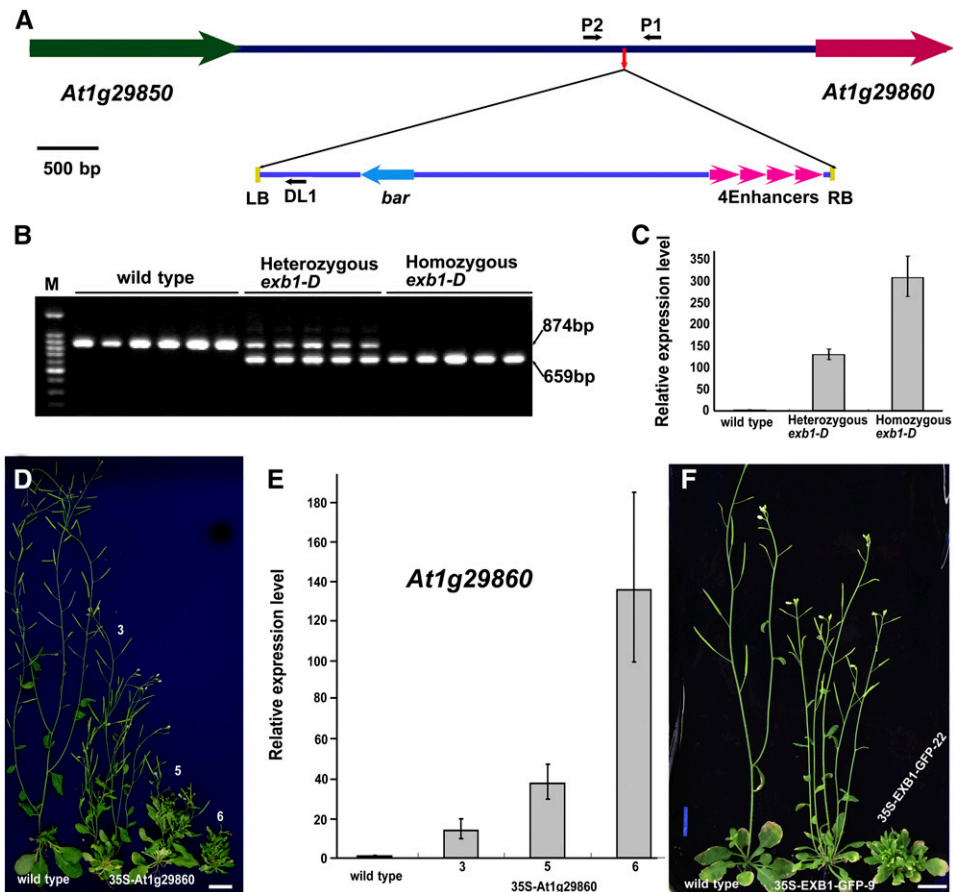 A
P2 P1
At1g29850
At1g29860
500 bp
LB
DL1
bar
4Enhancers
RB
B
M
wild type
Heterozygous
exb1-D
Homozygous
exb1-D
874bp
659bp
C
Relative expression level
350
300
250
200
150
100
50
0
wild type
Heterozygous
exb1-D
Homozygous
exb1-D
D
3
5
6
wild type
35S-At1g29860
E
Relative expression level
At1g29860
180
160
140
120
100
80
60
40
20
0
wild type
3
5
6
35S-At1g29860
F
wild type
35S-EXB1-GFP-9
35S-EXB1-GFP-22